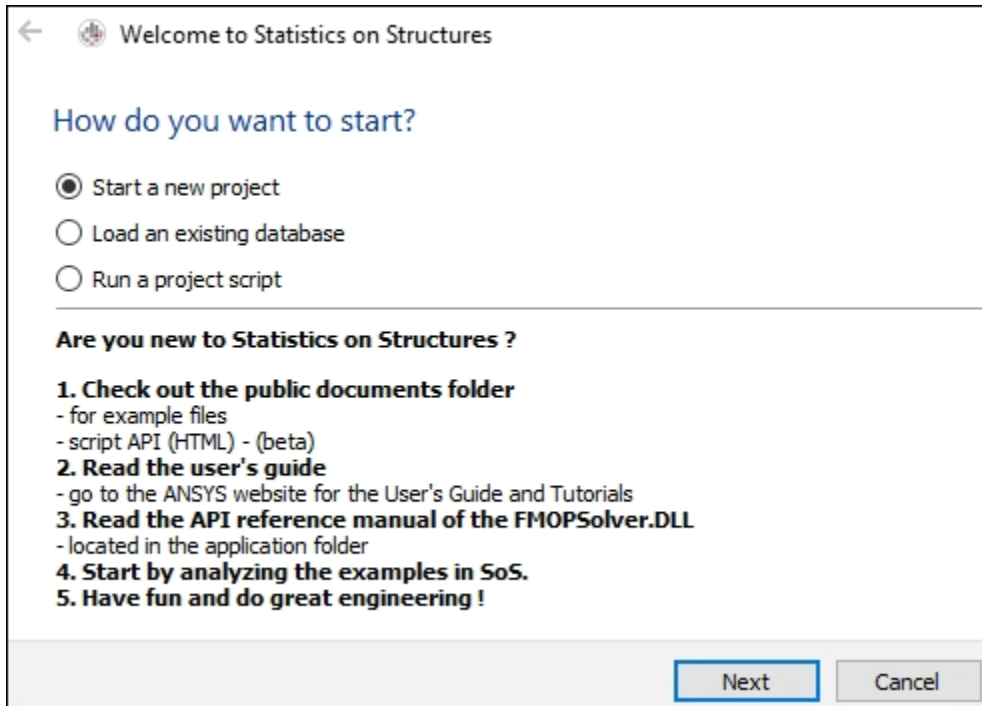 Welcome to Statistics on Structures
How do you want to start?
Start a new project
Load an existing database
Run a project script
Are you new to Statistics on Structures ?
1. Check out the public documents folder
- for example files
- script API (HTML) - (beta)
2. Read the user's guide
- go to the ANSYS website for the User's Guide and Tutorials
3. Read the API reference manual of the FMOPSolver.DLL
- located in the application folder
4. Start by analyzing the examples in SoS.
5. Have fun and do great engineering !
Next
Cancel